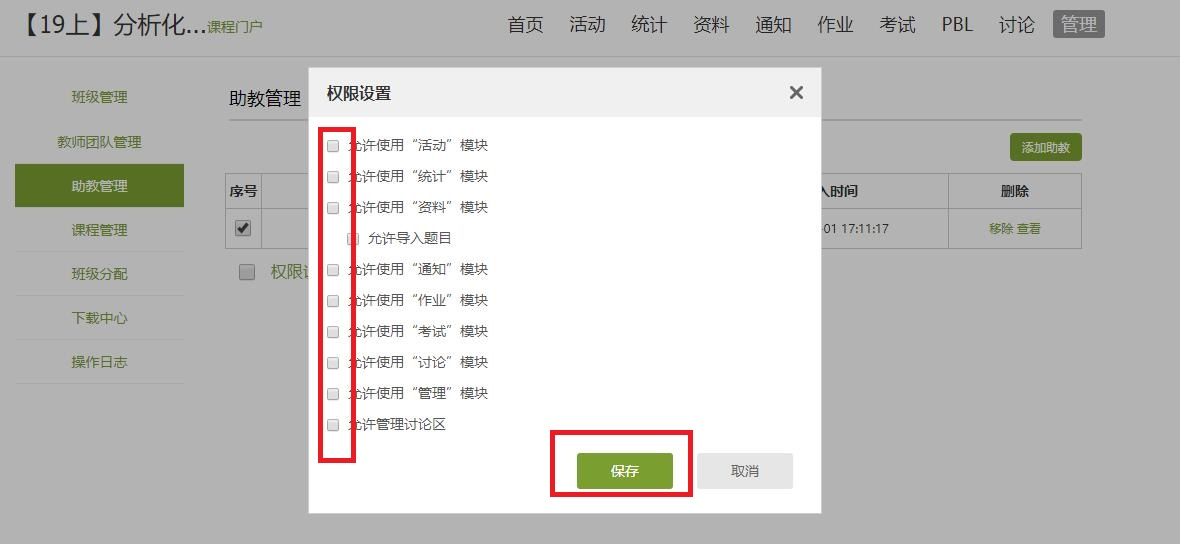 【19上】分析化...课程门户
首页 活动 统计 资料 通知 作业 考试 PBL 讨论 管理
班级管理
教师团队管理
助教管理
课程管理
班级分配
下载中心
操作日志
助教管理
添加助教
序号 入时间 删除
-01 17:11:17 移除 查看
权限设
权限设置
允许使用“活动”模块
允许使用“统计”模块
允许使用“资料”模块
允许导入题目
允许使用“通知”模块
允许使用“作业”模块
允许使用“考试”模块
允许使用“讨论”模块
允许使用“管理”模块
允许管理讨论区
保存 取消